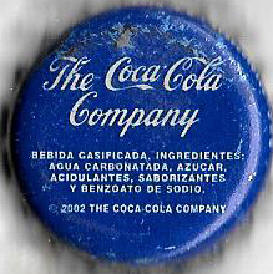 The Coca-Cola
Company
BEBIDA GASIFICADA, INGREDIENTES:
AGUA CARBONATADA, AZUCAR,
ACIDULANTES, SABORIZANTES
Y BENZOATO DE SODIO.
© 2002 THE COCA-COLA COMPANY